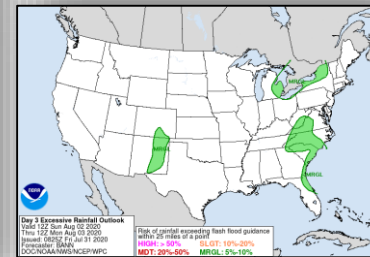 MRGL
MRGL
MRGL
NOAA
Day 3 Excessive Rainfall Outlook
Valid 12Z Sun Aug 02 2020
Thru 12Z Mon Aug 03 2020
Issued: 0825Z Fri Jul 31 2020
Forecaster: BANN
DOC/NOAA/NWS/NCEP/WPC
Risk of rainfall exceeding flash flood guidance
within 25 miles of a point
HIGH: > 50% SLGT: 10%-20%
MDT: 20%-50% MRGL: 5%-10%